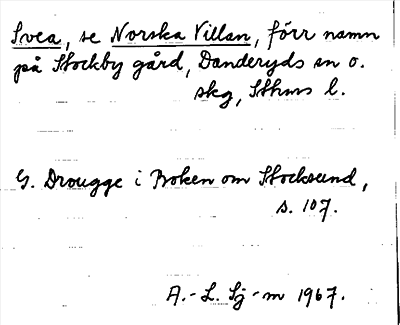 Svea, se Norska Villan, förr namn
på Stockby gård, Danderyds sn o.
skg, Sthms l.
G. Drougge i Boken om Stocksund,
s. 107.
A.-L. Sj-m 1967.